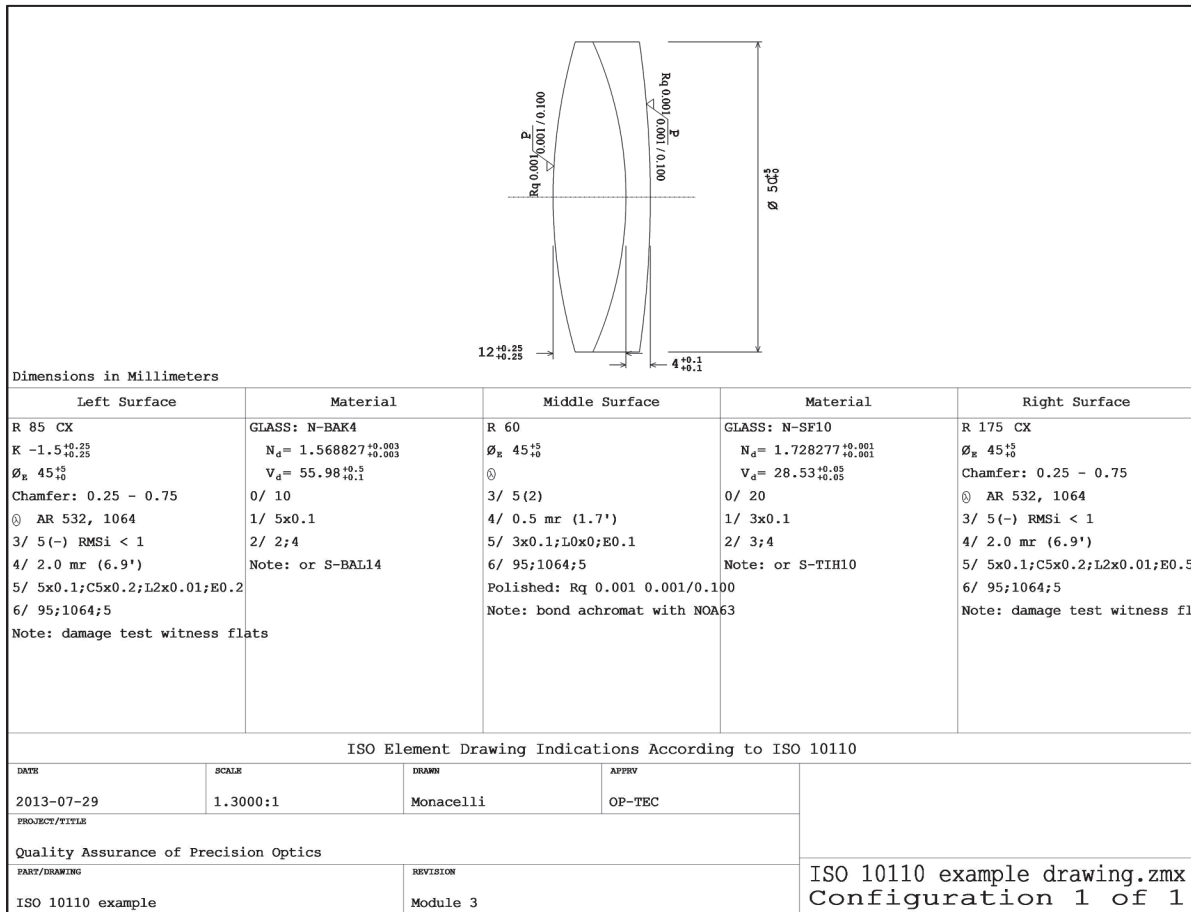 P
Rq 0.001
0.001 / 0.100
Rq 0.001
P
0.001 / 0.100
12 +0.25 +0.25
4 +0.1 +0.1
Dimensions in Millimeters
Left Surface
R 85 CX
K -1.5 +0.25 +0.25
Ø_E 45 +5 +0
Chamfer: 0.25 - 0.75
ⓛ AR 532, 1064
3/ 5(-) RMSi < 1
4/ 2.0 mr (6.9')
5/ 5x0.1;C5x0.2;L2x0.01;E0.2
6/ 95;1064;5
Note: damage test witness flats
Material
GLASS: N-BAK4
N_d= 1.568827 +0.003 +0.003
V_d= 55.98 +0.5 +0.1
0/ 10
1/ 5x0.1
2/ 2;4
Note: or S-BAL14
Middle Surface
R 60
Ø_E 45 +5 +0
λ
3/ 5(2)
4/ 0.5 mr (1.7')
5/ 3x0.1;L0x0;E0.1
6/ 95;1064;5
Polished: Rq 0.001 0.001/0.100
Note: bond achromat with NOA63
Material
GLASS: N-SF10
N_d= 1.728277 +0.001 +0.001
V_d= 28.53 +0.05 +0.05
0/ 20
1/ 3x0.1
2/ 3;4
Note: or S-TIH10
Right Surface
R 175 CX
Ø_E 45 +5 +0
Chamfer: 0.25 - 0.75
λ AR 532, 1064
3/ 5(-) RMSi < 1
4/ 2.0 mr (6.9')
5/ 5x0.1;C5x0.2;L2x0.01;E0.5
6/ 95;1064;5
Note: damage test witness fl
ISO Element Drawing Indications According to ISO 10110
DATE
2013-07-29
SCALE
1.3000:1
DRAWN
Monacelli
APPRV
OP-TEC
PROJECT/TITLE
Quality Assurance of Precision Optics
PART/DRAWING
ISO 10110 example
REVISION
Module 3
ISO 10110 example drawing.zmx
Configuration 1 of 1